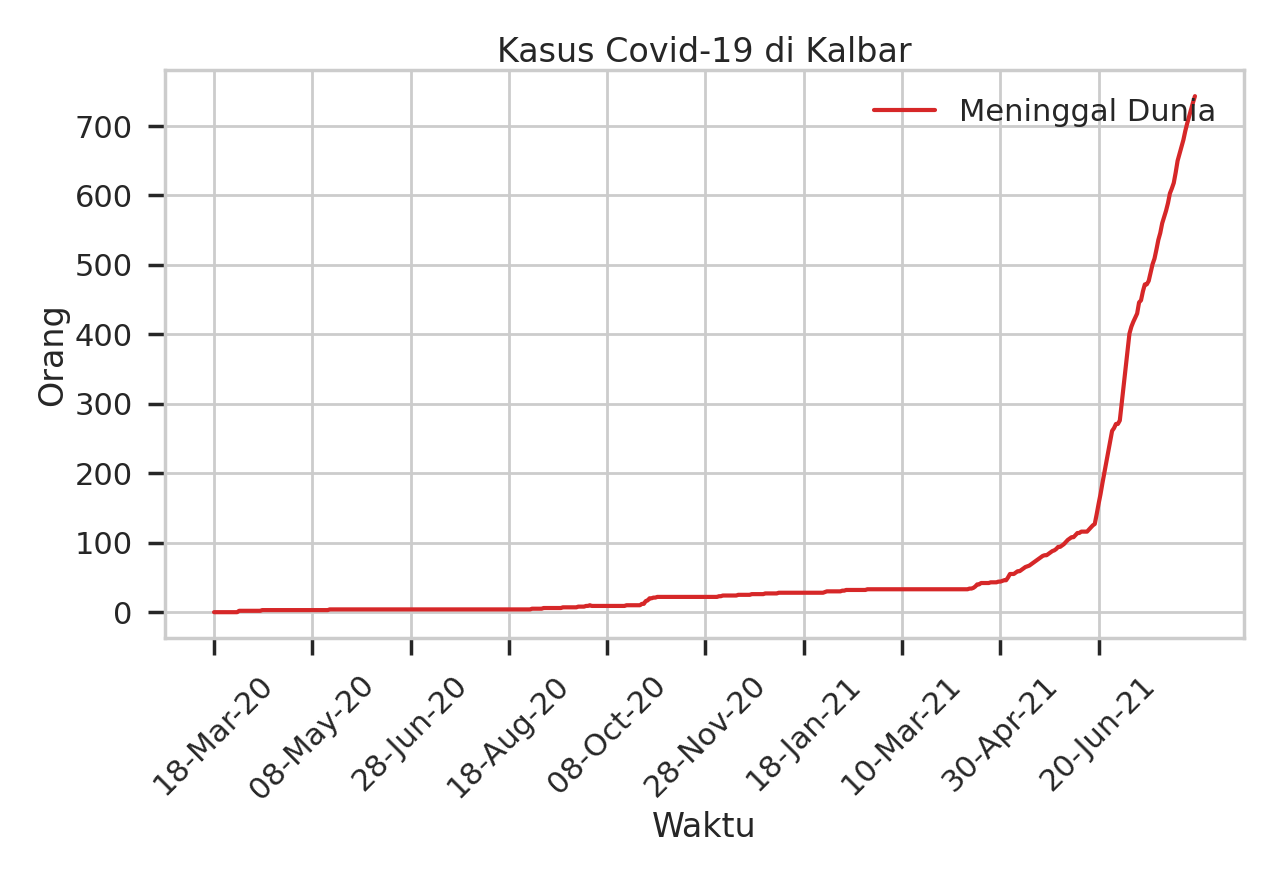 Kasus Covid-19 di Kalbar
Meninggal Dunia
Orang
700
600
500
400
300
200
100
0
18-Mar-20
08-May-20
28-Jun-20
18-Aug-20
08-Oct-20
28-Nov-20
18-Jan-21
10-Mar-21
30-Apr-21
20-Jun-21
Waktu